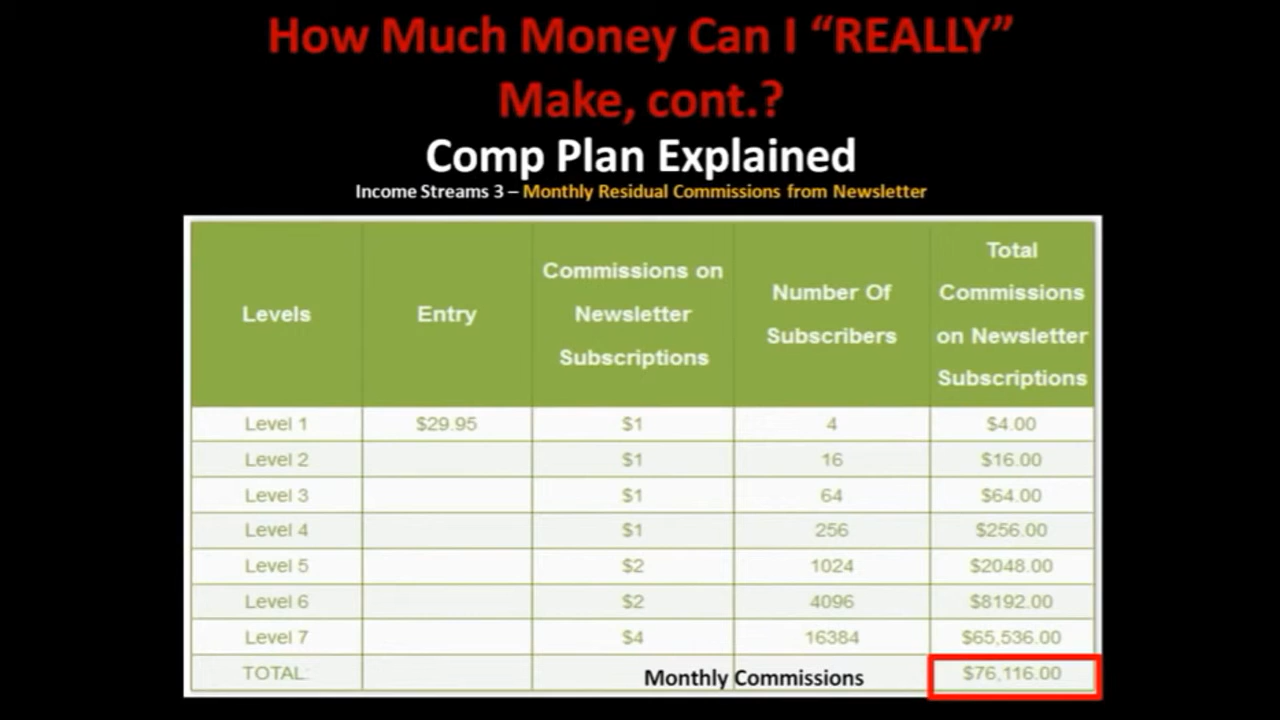 How Much Money Can I “REALLY”
Make, cont.?
Comp Plan Explained
Income Streams 3 – Monthly Residual Commissions from Newsletter
Levels Entry Commissions on Newsletter Subscriptions Number Of Subscribers Total Commissions on Newsletter Subscriptions
Level 1 $29.95 $1 4 $4.00
Level 2 $1 16 $16.00
Level 3 $1 64 $64.00
Level 4 $1 256 $256.00
Level 5 $2 1024 $2048.00
Level 6 $2 4096 $8192.00
Level 7 $4 16384 $65,536.00
TOTAL: Monthly Commissions $76,116.00